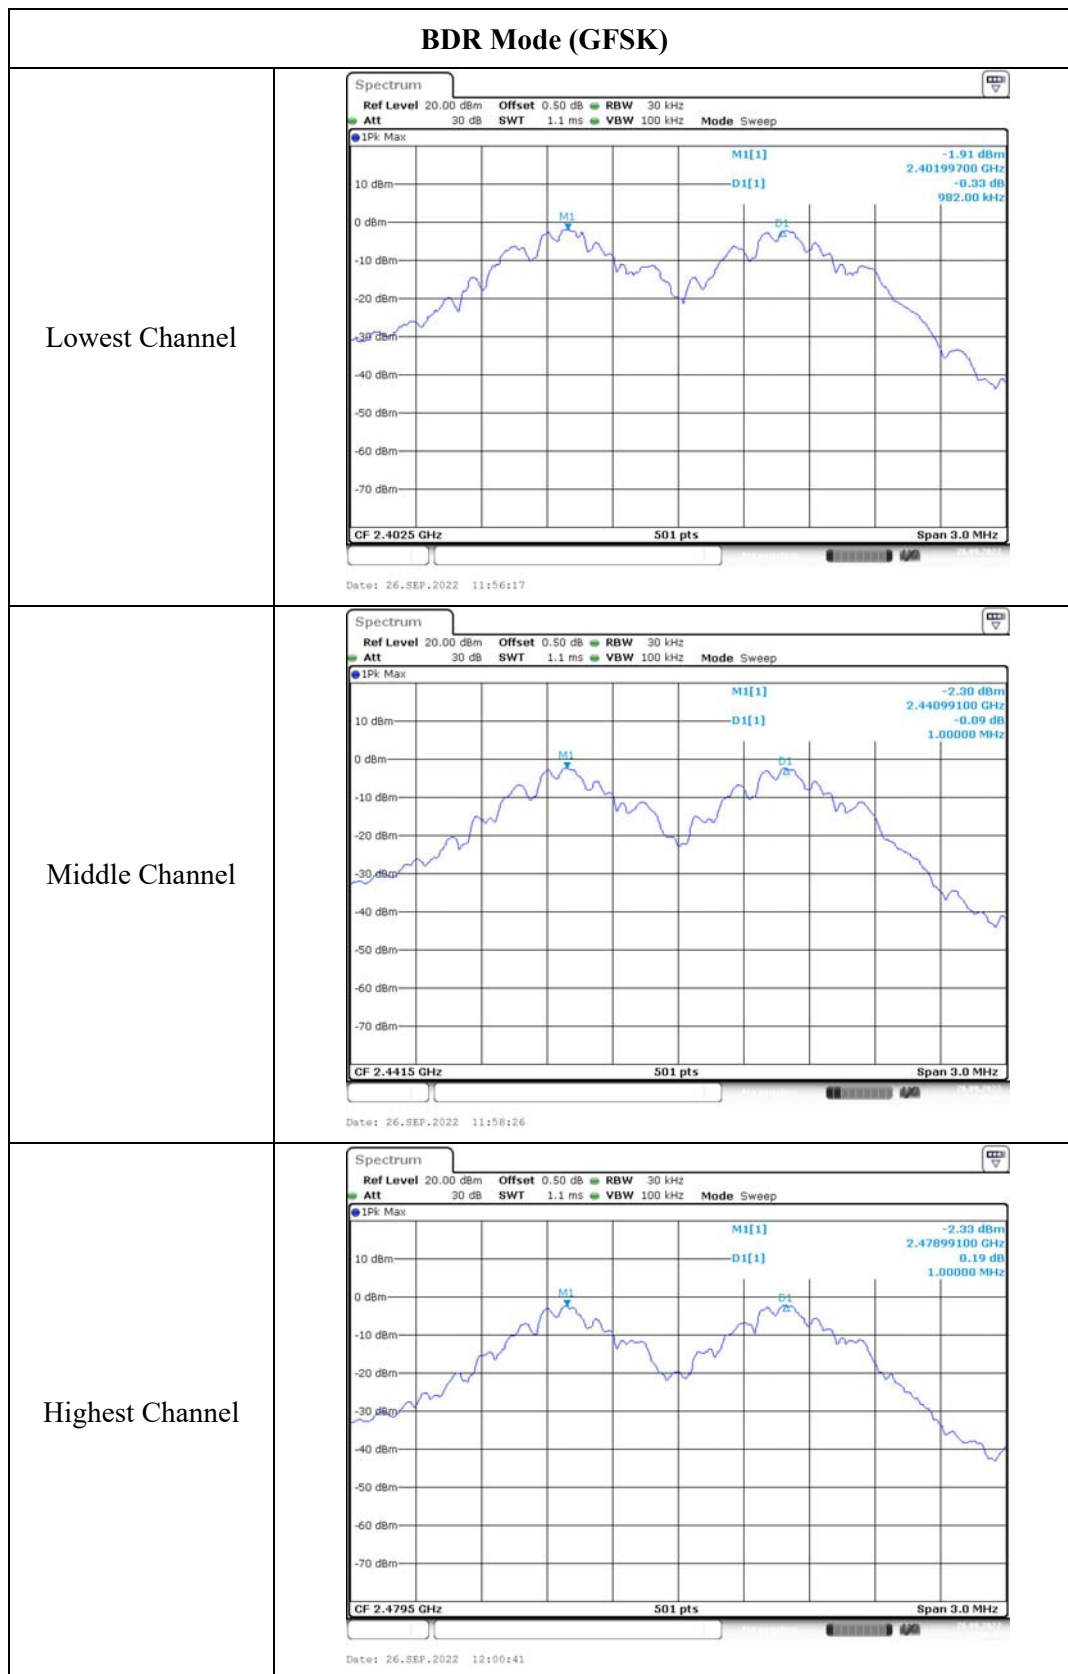 BDR Mode (GFSK)
Lowest Channel
Spectrum
Ref Level 20.00 dBm Offset 0.50 dB RBW 30 kHz
Att 30 dB SWT 1.1 ms VBW 100 kHz Mode Sweep
1Pk Max
M1[1] -1.91 dBm
2.40199700 GHz
10 dBm D1[1] -0.33 dB
982.00 kHz
0 dBm M1 D1
-10 dBm
-20 dBm
-30 dBm
-40 dBm
-50 dBm
-60 dBm
-70 dBm
CF 2.4025 GHz 501 pts Span 3.0 MHz
Date: 26.SEP.2022 11:56:17
Middle Channel
Spectrum
Ref Level 20.00 dBm Offset 0.50 dB RBW 30 kHz
Att 30 dB SWT 1.1 ms VBW 100 kHz Mode Sweep
1Pk Max
M1[1] -2.30 dBm
2.44099100 GHz
10 dBm D1[1] -0.09 dB
1.00000 MHz
0 dBm M1 D1
-10 dBm
-20 dBm
-30 dBm
-40 dBm
-50 dBm
-60 dBm
-70 dBm
CF 2.4415 GHz 501 pts Span 3.0 MHz
Date: 26.SEP.2022 11:58:26
Highest Channel
Spectrum
Ref Level 20.00 dBm Offset 0.50 dB RBW 30 kHz
Att 30 dB SWT 1.1 ms VBW 100 kHz Mode Sweep
1Pk Max
M1[1] -2.33 dBm
2.47899100 GHz
10 dBm D1[1] 0.19 dB
1.00000 MHz
0 dBm M1 D1
-10 dBm
-20 dBm
-30 dBm
-40 dBm
-50 dBm
-60 dBm
-70 dBm
CF 2.4795 GHz 501 pts Span 3.0 MHz
Date: 26.SEP.2022 12:00:41